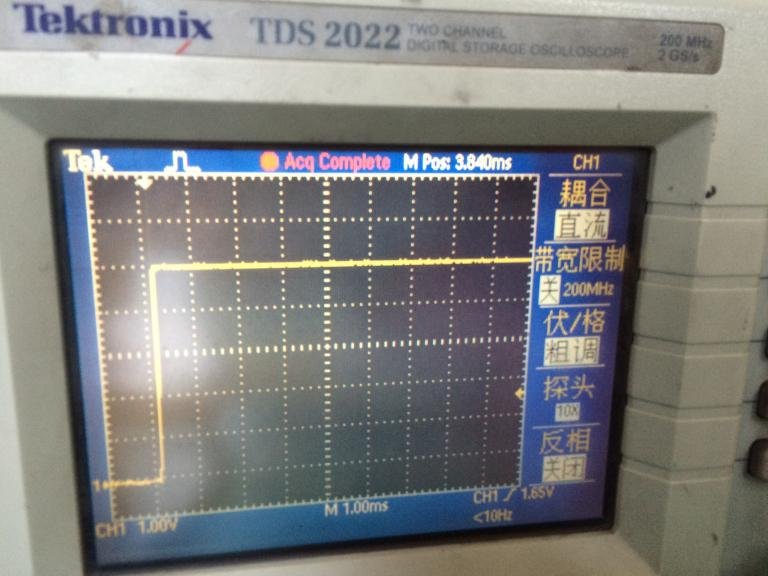 Tektronix TDS 2022 TWO CHANNEL DIGITAL STORAGE OSCILLOSCOPE 200 MHz 2 GS/s
Tek Acq Complete M Pos: 3.840ms CH1
耦合
直流
带宽限制
关 200MHz
伏/格
粗调
探头
10X
反相
关闭
1
CH1 1.00V M 1.00ms CH1 1.65V
<10Hz